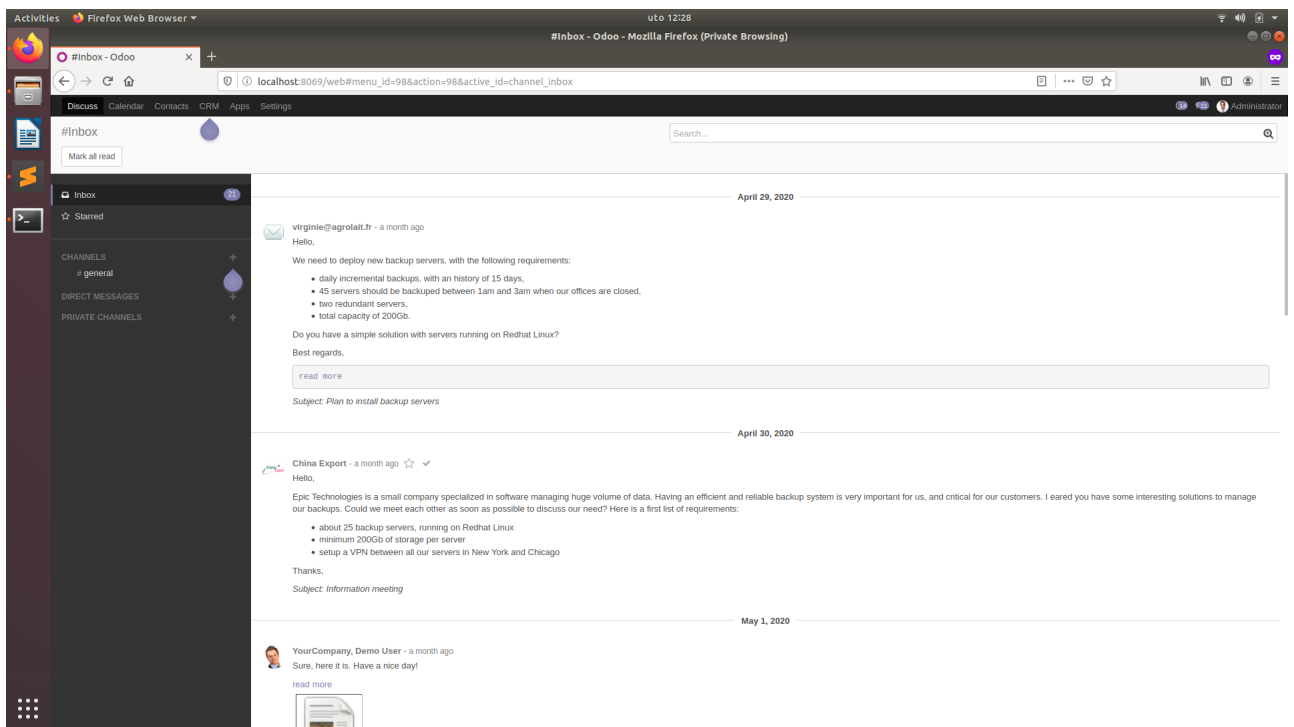 Activities Firefox Web Browser uto 12:28
#Inbox - Odoo - Mozilla Firefox (Private Browsing)
#Inbox - Odoo
localhost:8069/web#menu_id=98&action=98&active_id=channel_inbox
Discuss Calendar Contacts CRM Apps Settings 21 Administrator
#Inbox Search...
Mark all read
Inbox 21
Starred
CHANNELS
# general
DIRECT MESSAGES
PRIVATE CHANNELS
April 29, 2020
virginie@agrolait.fr - a month ago
Hello,
We need to deploy new backup servers, with the following requirements:
• daily incremental backups, with an history of 15 days,
• 45 servers should be backuped between 1am and 3am when our offices are closed,
• two redundant servers,
• total capacity of 200Gb.
Do you have a simple solution with servers running on Redhat Linux?
Best regards,
read more
Subject: Plan to install backup servers
April 30, 2020
China Export - a month ago
Hello,
Epic Technologies is a small company specialized in software managing huge volume of data. Having an efficient and reliable backup system is very important for us, and critical for our customers. I eared you have some interesting solutions to manage
our backups. Could we meet each other as soon as possible to discuss our need? Here is a first list of requirements:
• about 25 backup servers, running on Redhat Linux
• minimum 200Gb of storage per server
• setup a VPN between all our servers in New York and Chicago
Thanks,
Subject: Information meeting
May 1, 2020
YourCompany, Demo User - a month ago
Sure, here it is. Have a nice day!
read more